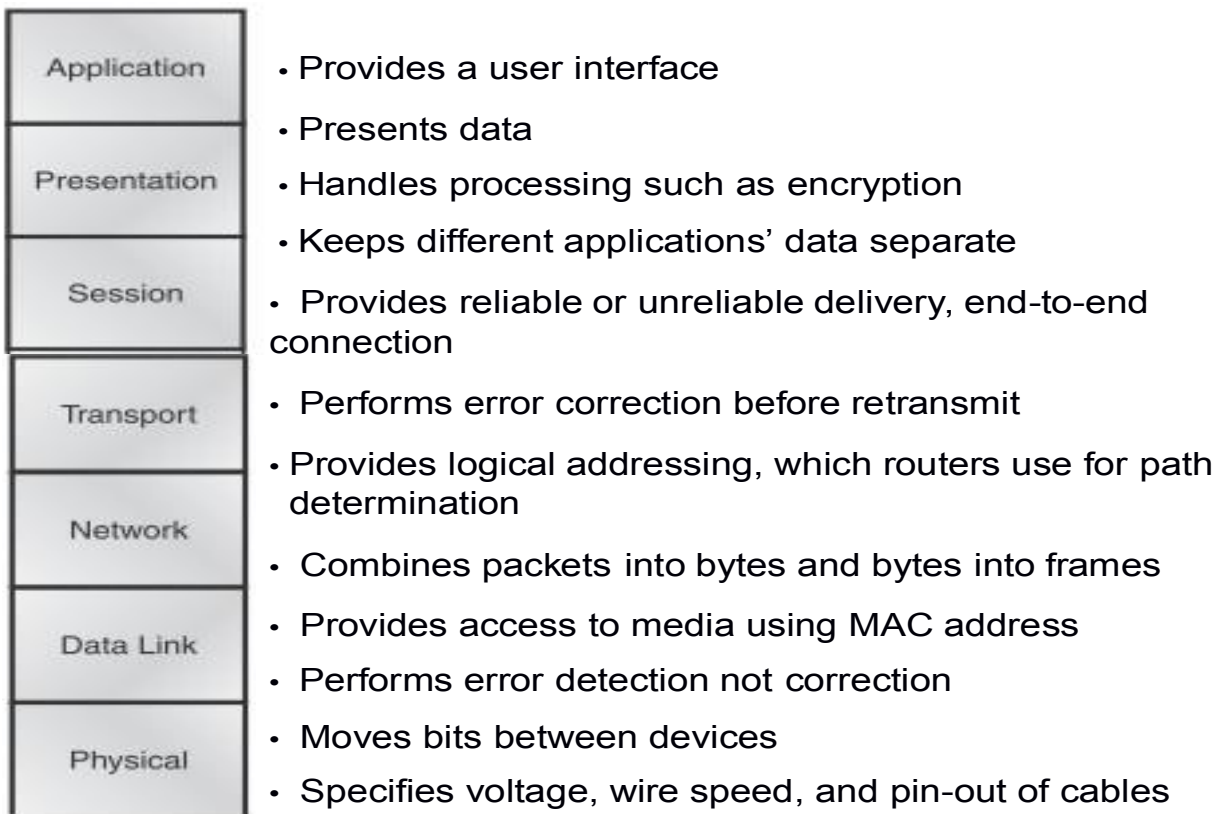 Application
• Provides a user interface
• Presents data
Presentation
• Handles processing such as encryption
• Keeps different applications’ data separate
Session
• Provides reliable or unreliable delivery, end-to-end
connection
Transport
• Performs error correction before retransmit
• Provides logical addressing, which routers use for path
determination
Network
• Combines packets into bytes and bytes into frames
Data Link
• Provides access to media using MAC address
• Performs error detection not correction
Physical
• Moves bits between devices
• Specifies voltage, wire speed, and pin-out of cables